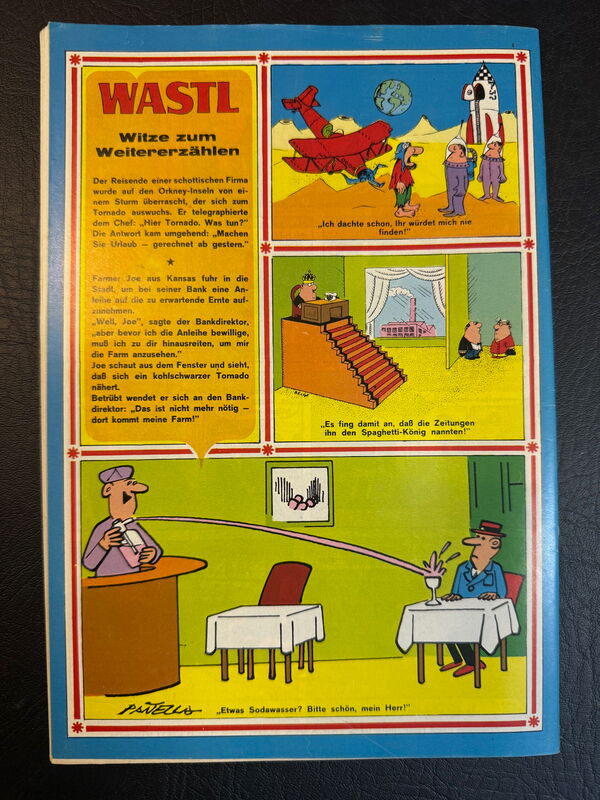 WASTL
Witze zum
Weitererzählen
Der Reisende einer schottischen Firma
wurde auf den Orkney-Inseln von ei-
nem Sturm überrascht, der sich zum
Tornado auswuchs. Er telegraphierte
dem Chef: „Hier Tornado. Was tun?"
Die Antwort kam umgehend: „Machen
Sie Urlaub — gerechnet ab gestern."
Farmer Joe aus Kansas fuhr in die
Stadt, um bei seiner Bank eine An-
leihe auf die zu erwartende Ernte auf-
zunehmen.
„Well, Joe", sagte der Bankdirektor,
„aber bevor ich die Anleihe bewillige,
muß ich zu dir hinausreiten, um mir
die Farm anzusehen."
Joe schaut aus dem Fenster und sieht,
daß sich ein kohlschwarzer Tornado
nähert.
Betrübt wendet er sich an den Bank-
direktor: „Das ist nicht mehr nötig —
dort kommt meine Farm!"
„Ich dachte schon, Ihr würdet mich nie
finden!"
„Es fing damit an, daß die Zeitungen
ihn den Spaghetti-König nannten!"
„Etwas Sodawasser? Bitte schön, mein Herr!"